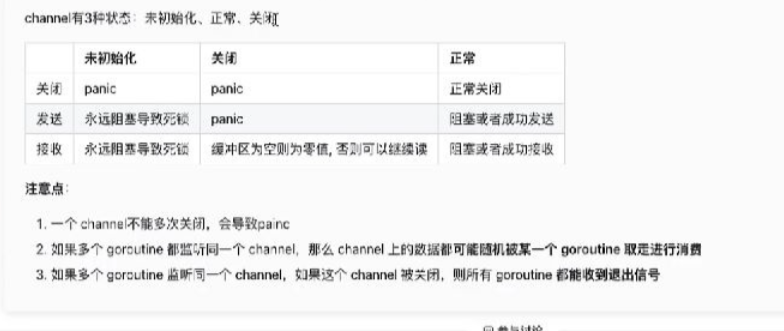 channel有3种状态：未初始化、正常、关闭
未初始化 关闭 正常
关闭 panic panic 正常关闭
发送 永远阻塞导致死锁 panic 阻塞或者成功发送
接收 永远阻塞导致死锁 缓冲区为空则为零值, 否则可以继续读 阻塞或者成功接收
注意点：
1. 一个 channel不能多次关闭，会导致painc
2. 如果多个 goroutine 都监听同一个 channel，那么 channel 上的数据都可能随机被某一个 goroutine 取走进行消费
3. 如果多个 goroutine 监听同一个 channel，如果这个 channel 被关闭，则所有 goroutine 都能收到退出信号